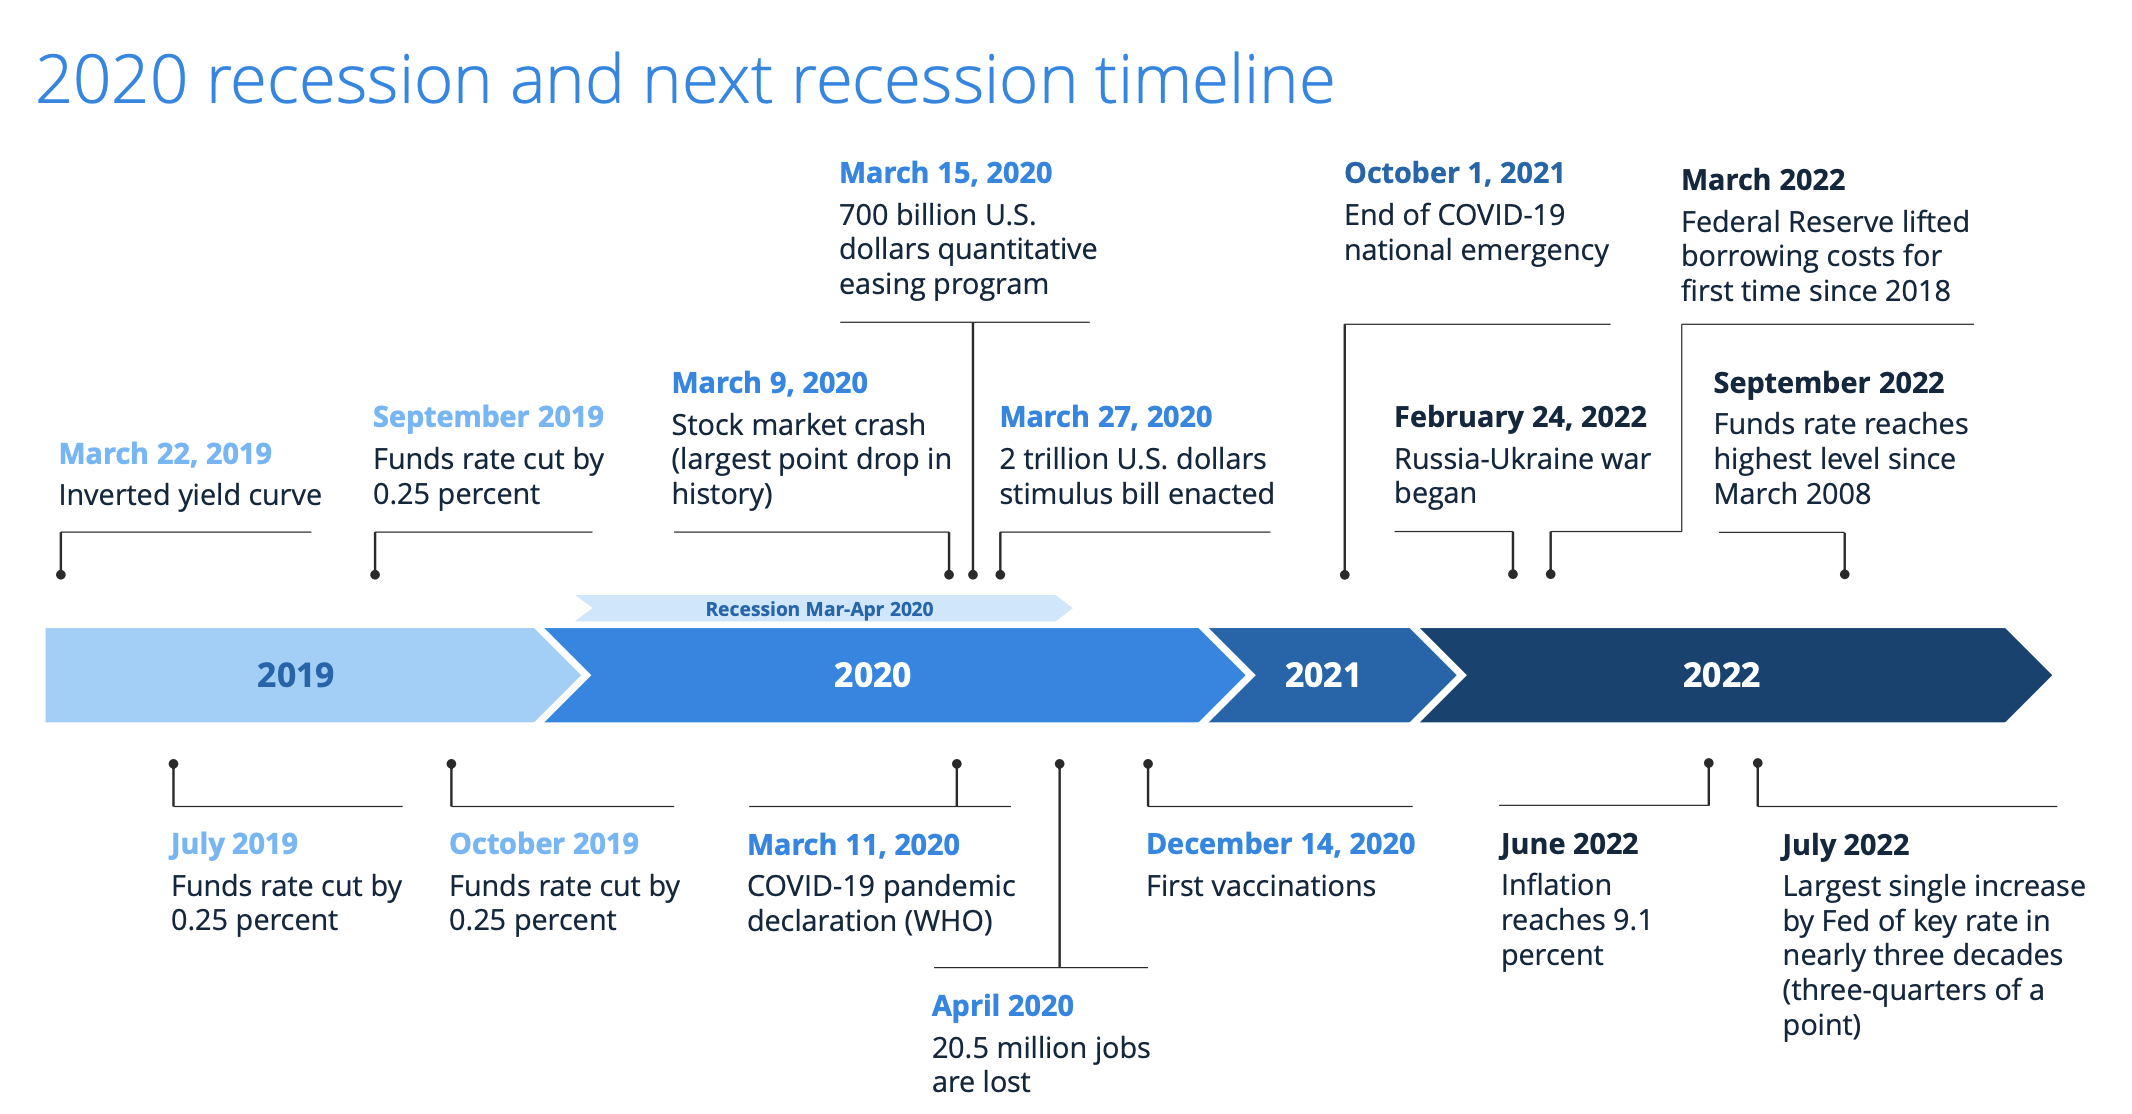 2020 recession and next recession timeline
March 15, 2020
700 billion U.S.
dollars quantitative
easing program
October 1, 2021
End of COVID-19
national emergency
March 2022
Federal Reserve lifted
borrowing costs for
first time since 2018
March 22, 2019
Inverted yield curve
September 2019
Funds rate cut by
0.25 percent
March 9, 2020
Stock market crash
(largest point drop in
history)
March 27, 2020
2 trillion U.S. dollars
stimulus bill enacted
February 24, 2022
Russia-Ukraine war
began
September 2022
Funds rate reaches
highest level since
March 2008
Recession Mar-Apr 2020
2019
2020
2021
2022
July 2019
Funds rate cut by
0.25 percent
October 2019
Funds rate cut by
0.25 percent
March 11, 2020
COVID-19 pandemic
declaration (WHO)
April 2020
20.5 million jobs
are lost
December 14, 2020
First vaccinations
June 2022
Inflation
reaches 9.1
percent
July 2022
Largest single increase
by Fed of key rate in
nearly three decades
(three-quarters of a
point)